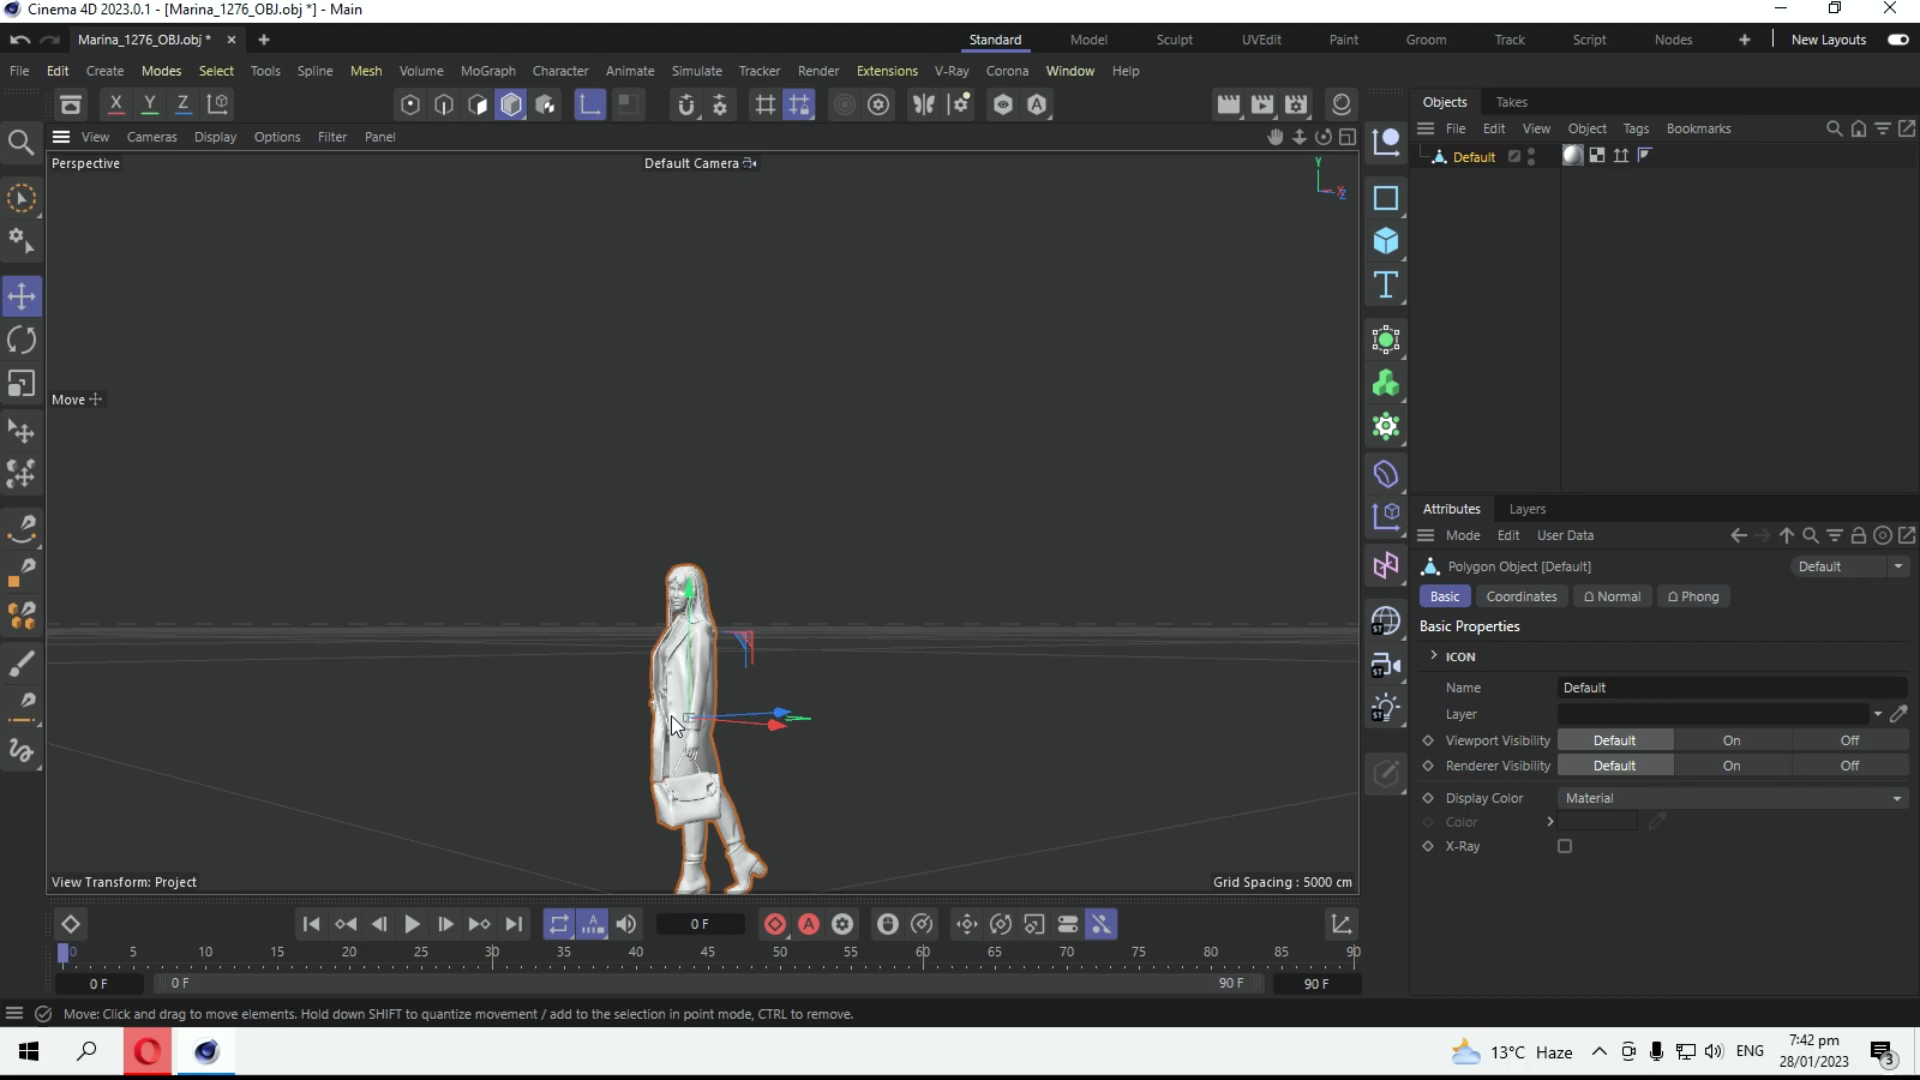 Cinema 4D 2023.0.1 - [Marina_1276_OBJ.obj *] - Main
Marina_1276_OBJ.obj *
Standard Model Sculpt UVEdit Paint Groom Track Script Nodes New Layouts
File Edit Create Modes Select Tools Spline Mesh Volume MoGraph Character Animate Simulate Tracker Render Extensions V-Ray Corona Window Help
X Y Z
Objects Takes
View Cameras Display Options Filter Panel
File Edit View Object Tags Bookmarks
Perspective
Default Camera
Y
X
Z
Default
Move
Attributes Layers
Mode Edit User Data
Polygon Object [Default]
Default
Basic Coordinates Normal Phong
Basic Properties
ICON
Name Default
Layer
Viewport Visibility Default On Off
Renderer Visibility Default On Off
Display Color Material
Color
X-Ray
ST
ST
ST
View Transform: Project
Grid Spacing : 5000 cm
0 F
0 5 10 15 20 25 30 35 40 45 50 55 60 65 70 75 80 85 90
0 F 0 F 90 F 90 F
Move: Click and drag to move elements. Hold down SHIFT to quantize movement / add to the selection in point mode, CTRL to remove.
13°C Haze ENG
7:42 pm
28/01/2023
3